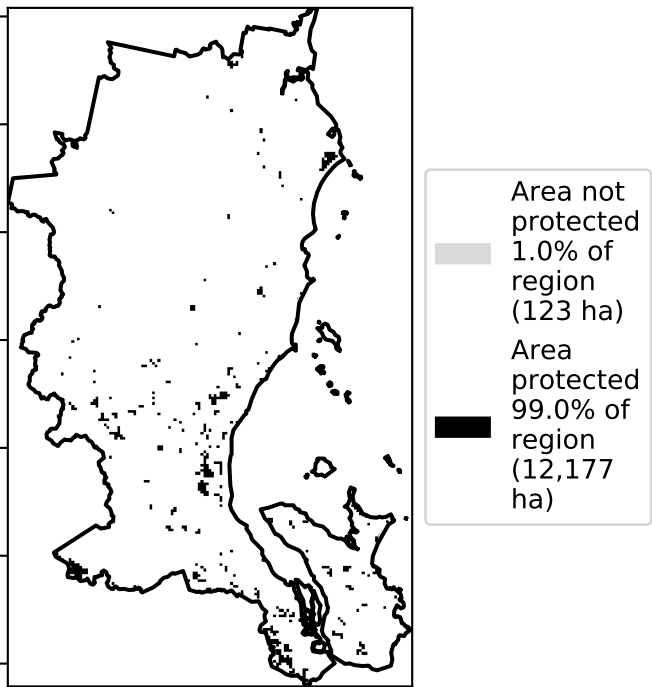 Area not
protected
1.0% of
region
(123 ha)
Area
protected
99.0% of
region
(12,177
ha)